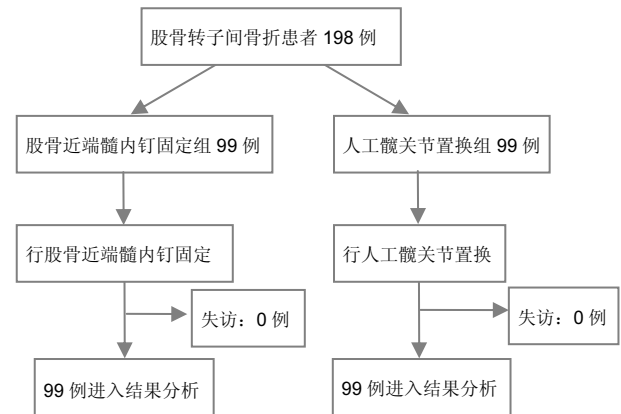 股骨转子间骨折患者 198 例
股骨近端髓内钉固定组 99 例
人工髋关节置换组 99 例
行股骨近端髓内钉固定
行人工髋关节置换
失访：0 例
失访：0 例
99 例进入结果分析
99 例进入结果分析